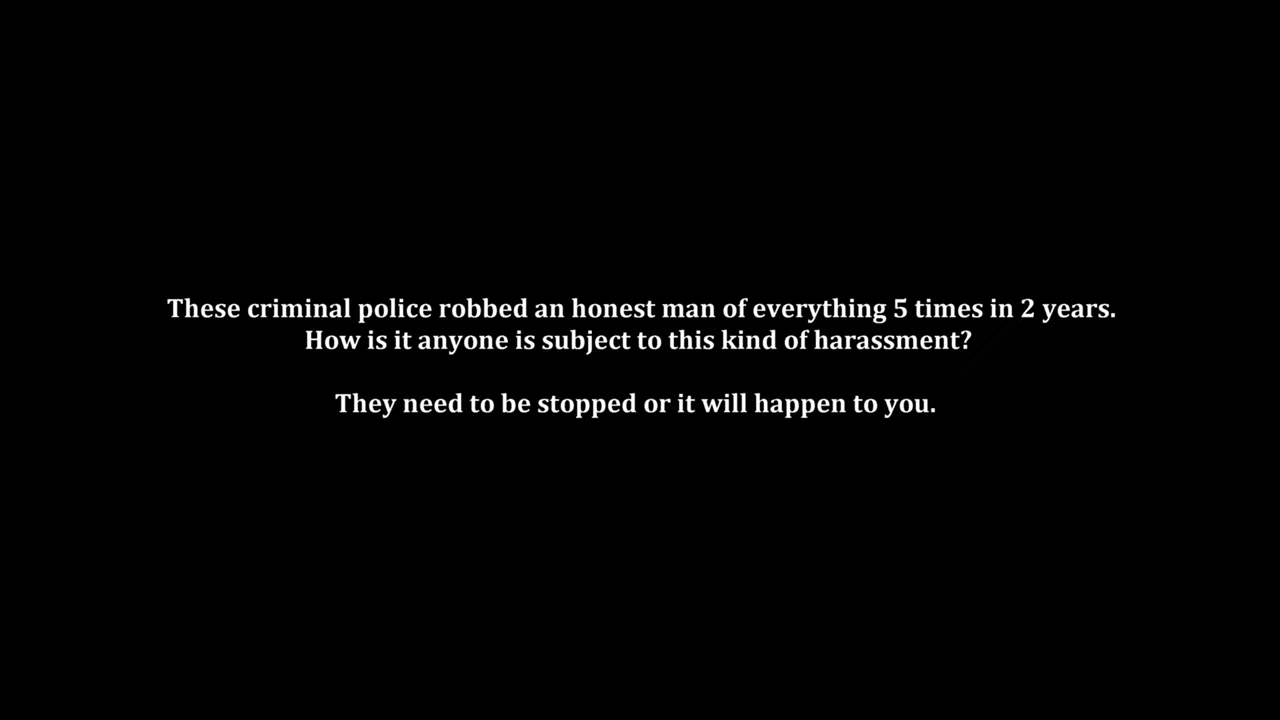 These criminal police robbed an honest man of everything 5 times in 2 years.
How is it anyone is subject to this kind of harassment?
They need to be stopped or it will happen to you.